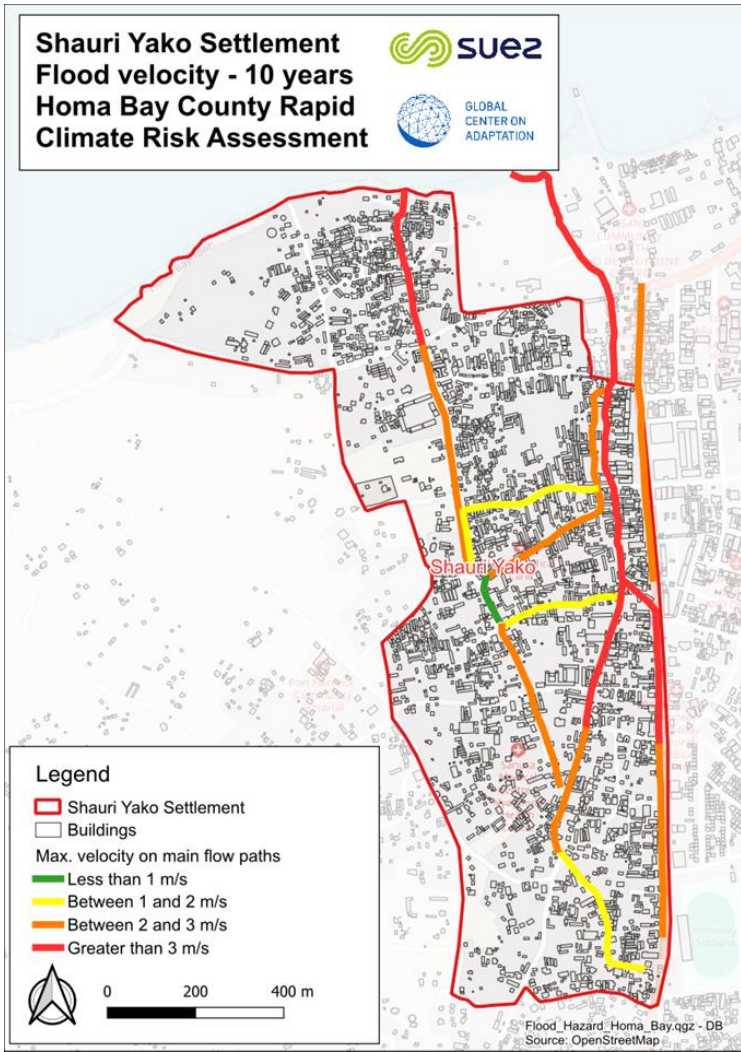 Shauri Yako Settlement
Flood velocity - 10 years
Homa Bay County Rapid
Climate Risk Assessment
suez
GLOBAL
CENTER ON
ADAPTATION
Shauri Yako
Legend
Shauri Yako Settlement
Buildings
Max. velocity on main flow paths
Less than 1 m/s
Between 1 and 2 m/s
Between 2 and 3 m/s
Greater than 3 m/s
0 200 400 m
Flood_Hazard_Homa_Bay.qgz - DB
Source: OpenStreetMap